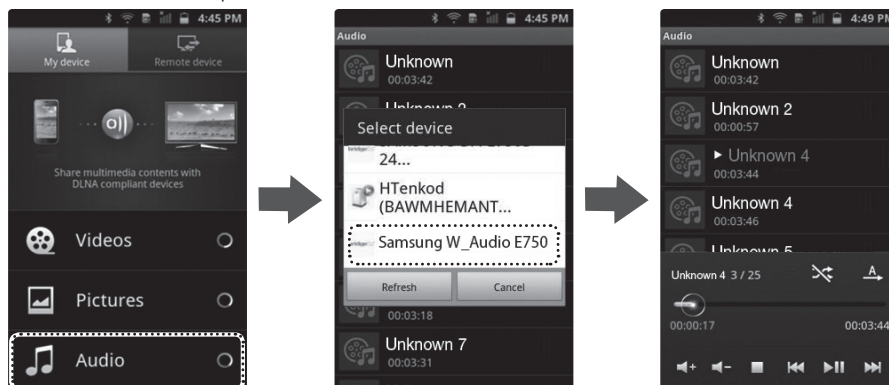 4:45 PM
My device
Remote device
Share multimedia contents with
DLNA compliant devices
Videos
Pictures
Audio
4:45 PM
Audio
Unknown
00:03:42
Unknown 2
Select device
24...
HTenkod
(BAWMHEMANT...
Samsung W_Audio E750
Refresh
Cancel
00:03:18
Unknown 7
00:03:31
4:49 PM
Audio
Unknown
00:03:42
Unknown 2
00:00:57
Unknown 4
00:03:44
Unknown 4
00:03:46
Unknown 5
Unknown 4 3 / 25
A
00:00:17
00:03:44